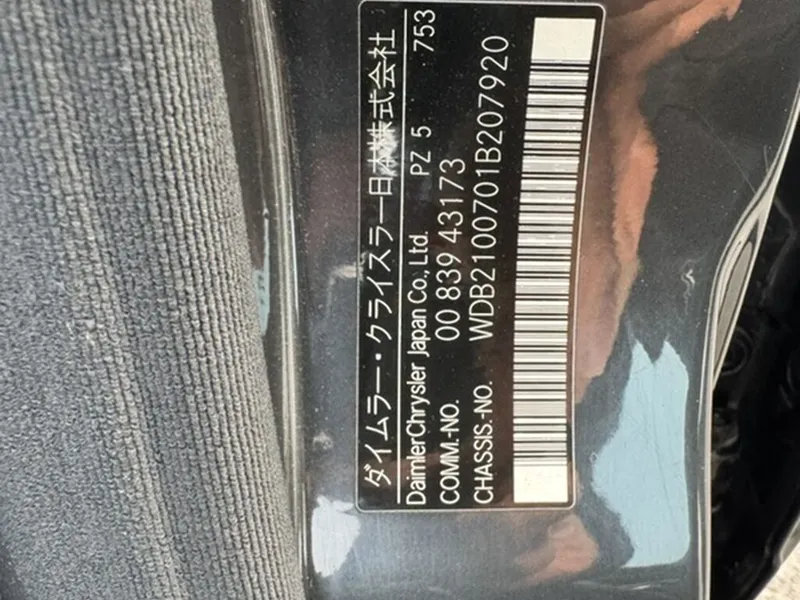 ダイムラー・クライスラー日本株式会社
DaimlerChrysler Japan Co., Ltd. PZ 5 753
COMM.-NO. 00 839 43173
CHASSIS.-NO. WDB2100701B207920